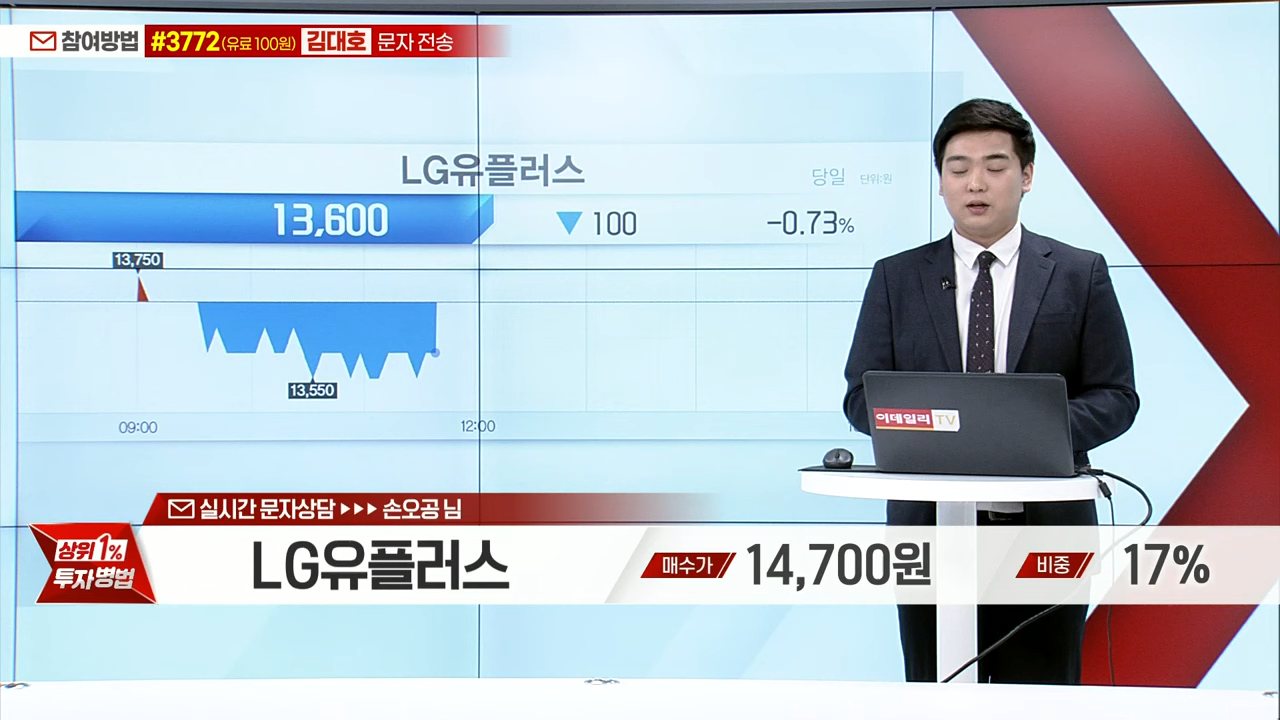 참여방법 #3772 (유료 100원) 김대호 문자 전송
LG유플러스
당일 단위:원
13,600 ▼ 100 -0.73%
13,750
13,550
09:00 12:00
이데일리 TV
실시간 문자상담 ▶▶▶ 손오공 님
상위 1%
투자병법
LG유플러스 매수가 14,700원 비중 17%